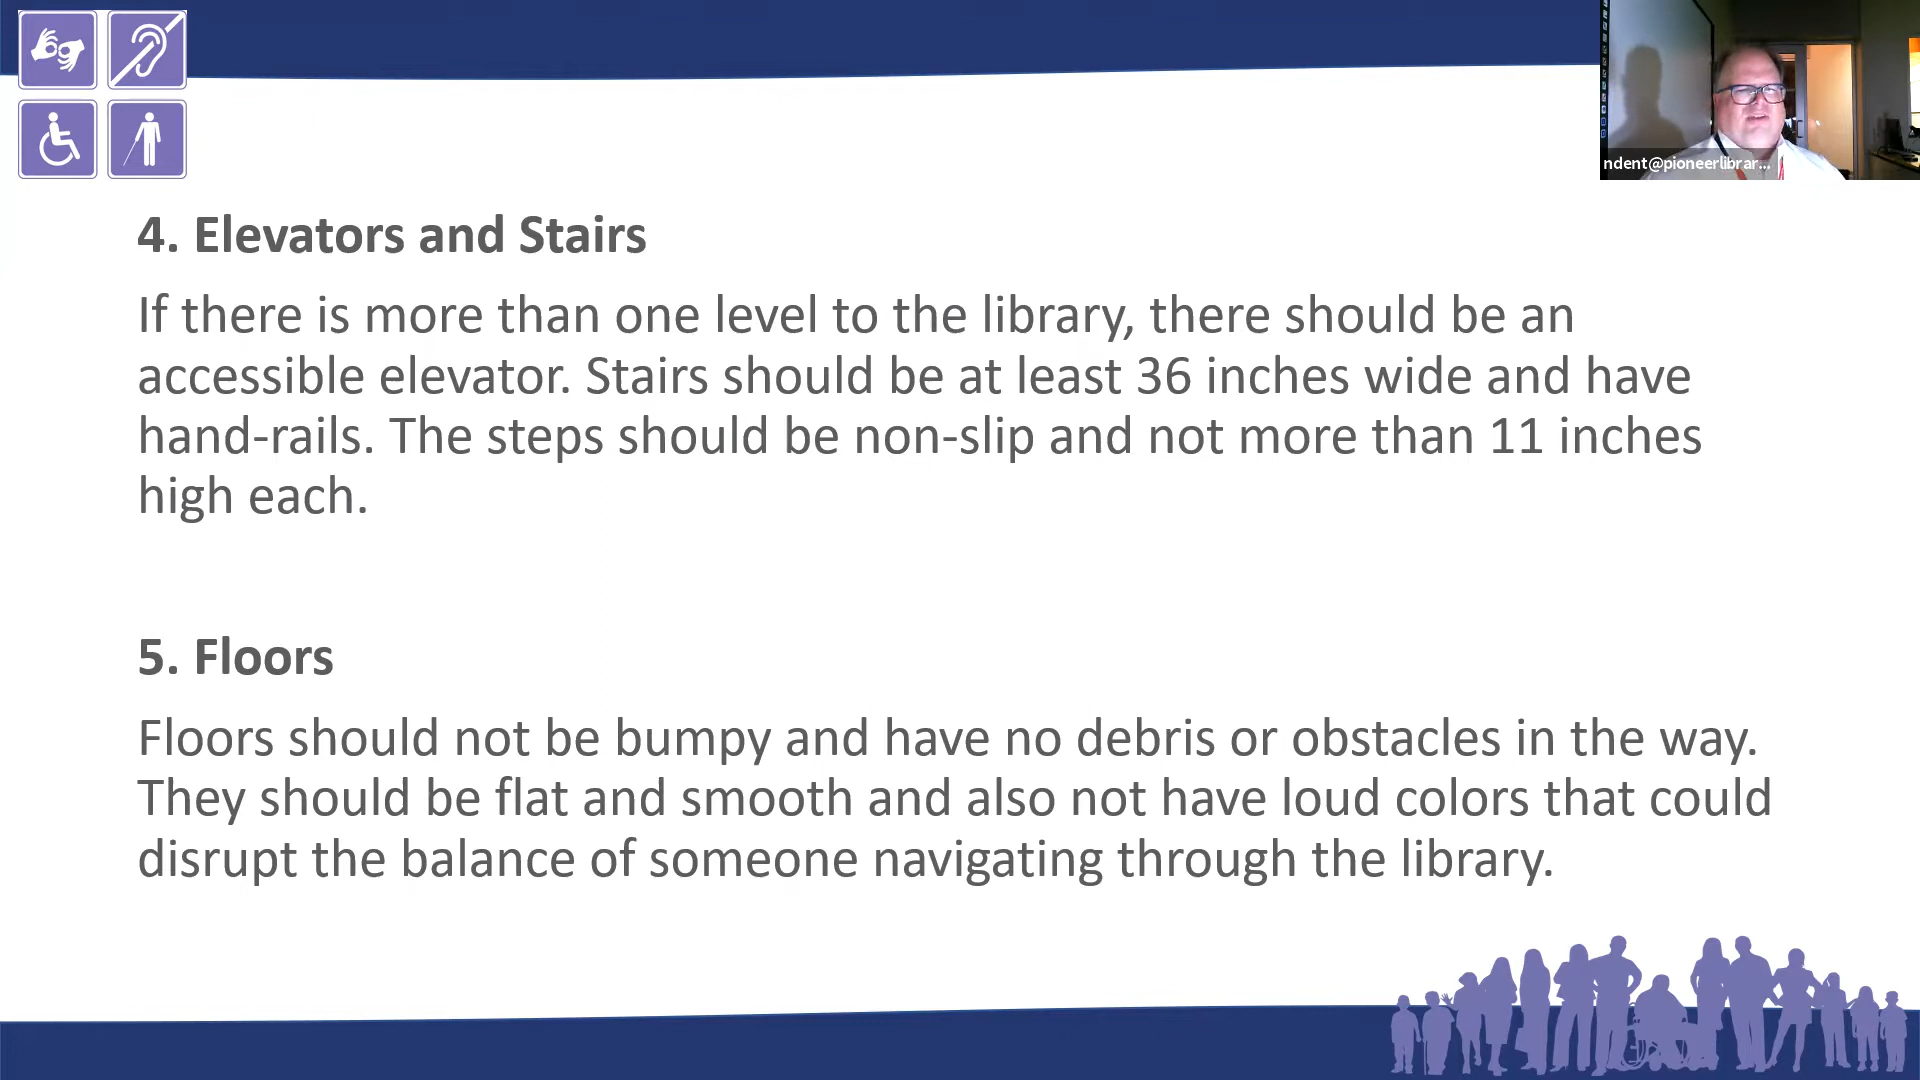 ndent@pioneerlibrar...
4. Elevators and Stairs
If there is more than one level to the library, there should be an
accessible elevator. Stairs should be at least 36 inches wide and have
hand-rails. The steps should be non-slip and not more than 11 inches
high each.
5. Floors
Floors should not be bumpy and have no debris or obstacles in the way.
They should be flat and smooth and also not have loud colors that could
disrupt the balance of someone navigating through the library.